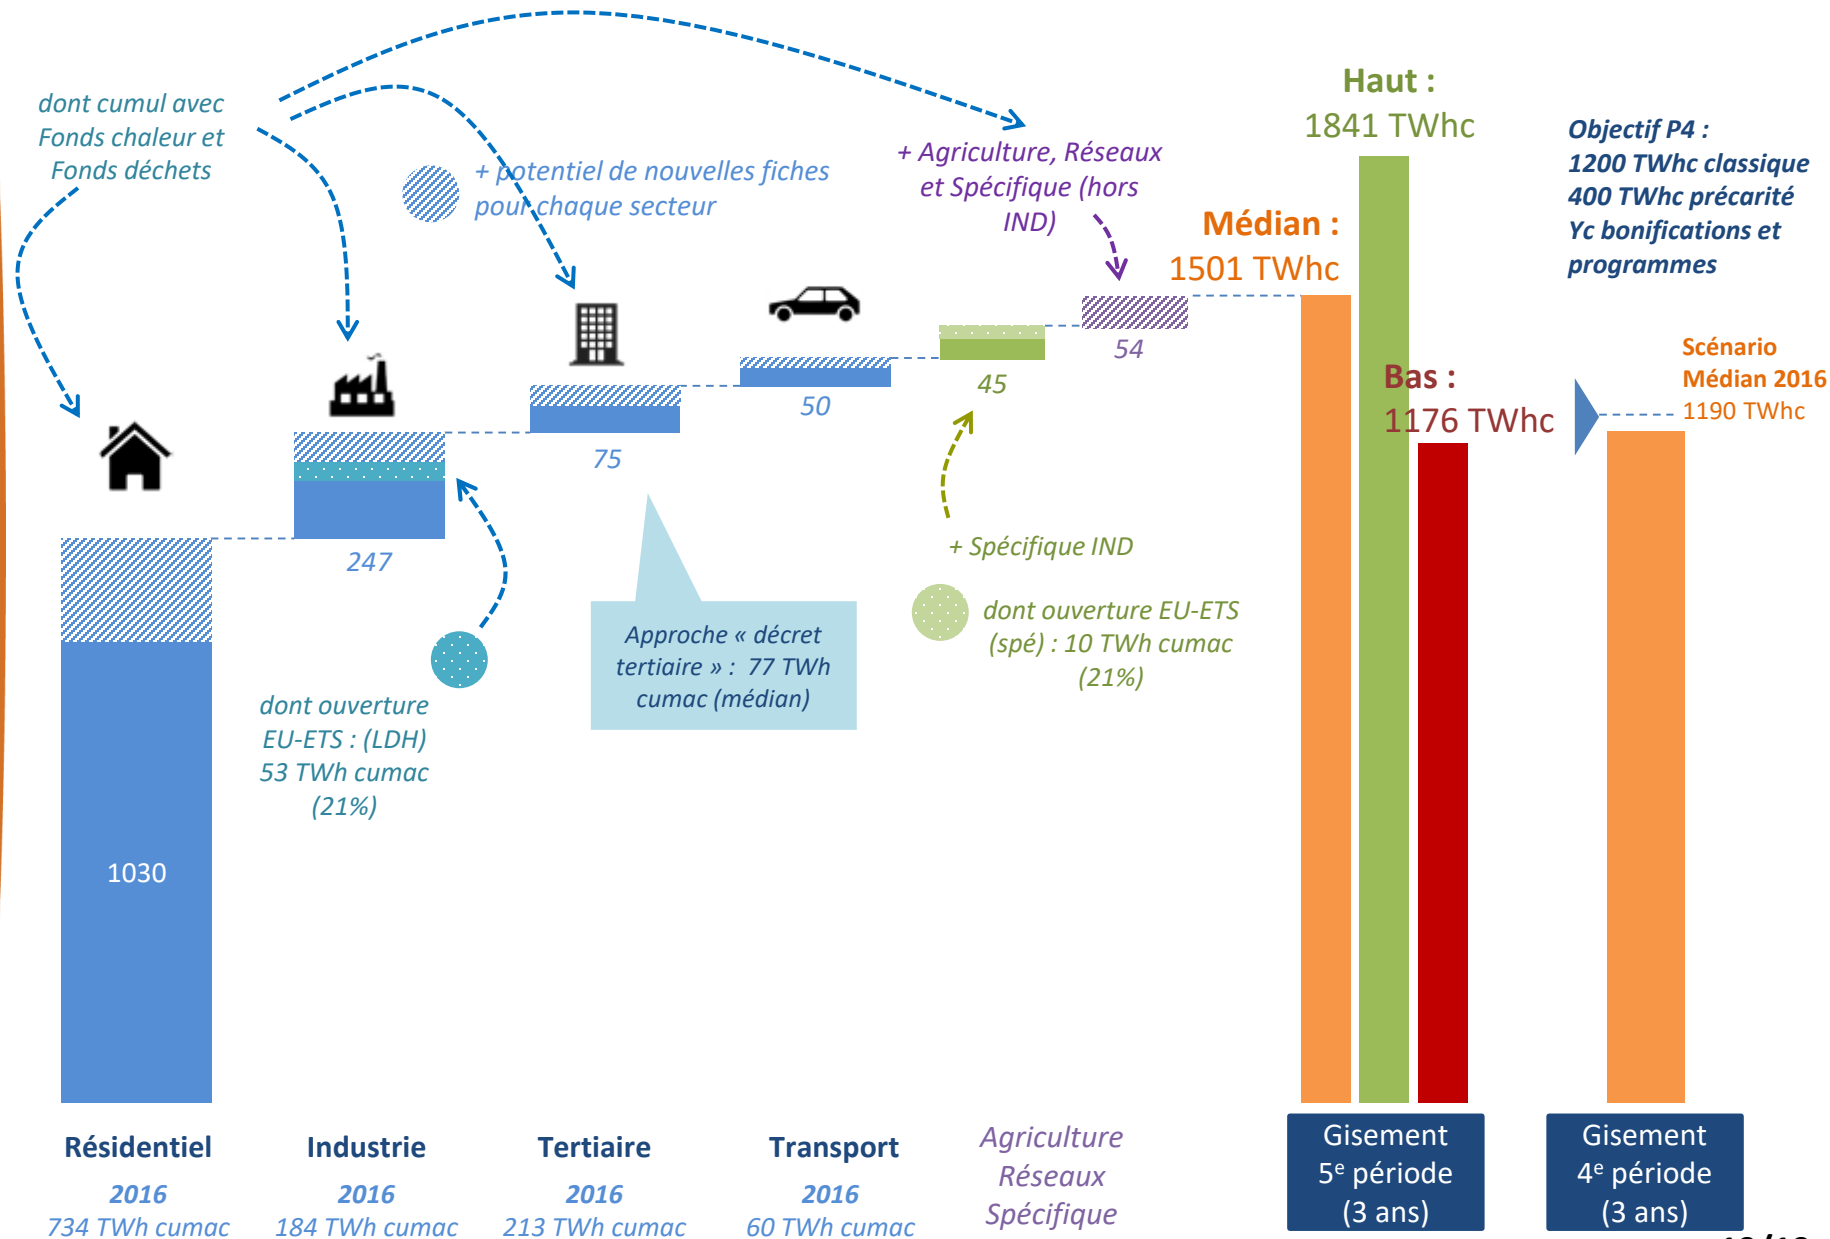 dont cumul avec
Fonds chaleur et
Fonds déchets
+ potentiel de nouvelles fiches
pour chaque secteur
+ Agriculture, Réseaux
et Spécifique (hors
IND)
Médian :
1501 TWhc
Haut :
1841 TWhc
Objectif P4 :
1200 TWhc classique
400 TWhc précarité
Yc bonifications et
programmes
Bas :
1176 TWhc
Scénario
Médian 2016
1190 TWhc
1030
247
75
50
45
54
+ Spécifique IND
dont ouverture EU-ETS
(spé) : 10 TWh cumac
(21%)
Approche « décret
tertiaire » : 77 TWh
cumac (médian)
dont ouverture
EU-ETS : (LDH)
53 TWh cumac
(21%)
Résidentiel
2016
734 TWh cumac
Industrie
2016
184 TWh cumac
Tertiaire
2016
213 TWh cumac
Transport
2016
60 TWh cumac
Agriculture
Réseaux
Spécifique
Gisement
5e période
(3 ans)
Gisement
4e période
(3 ans)